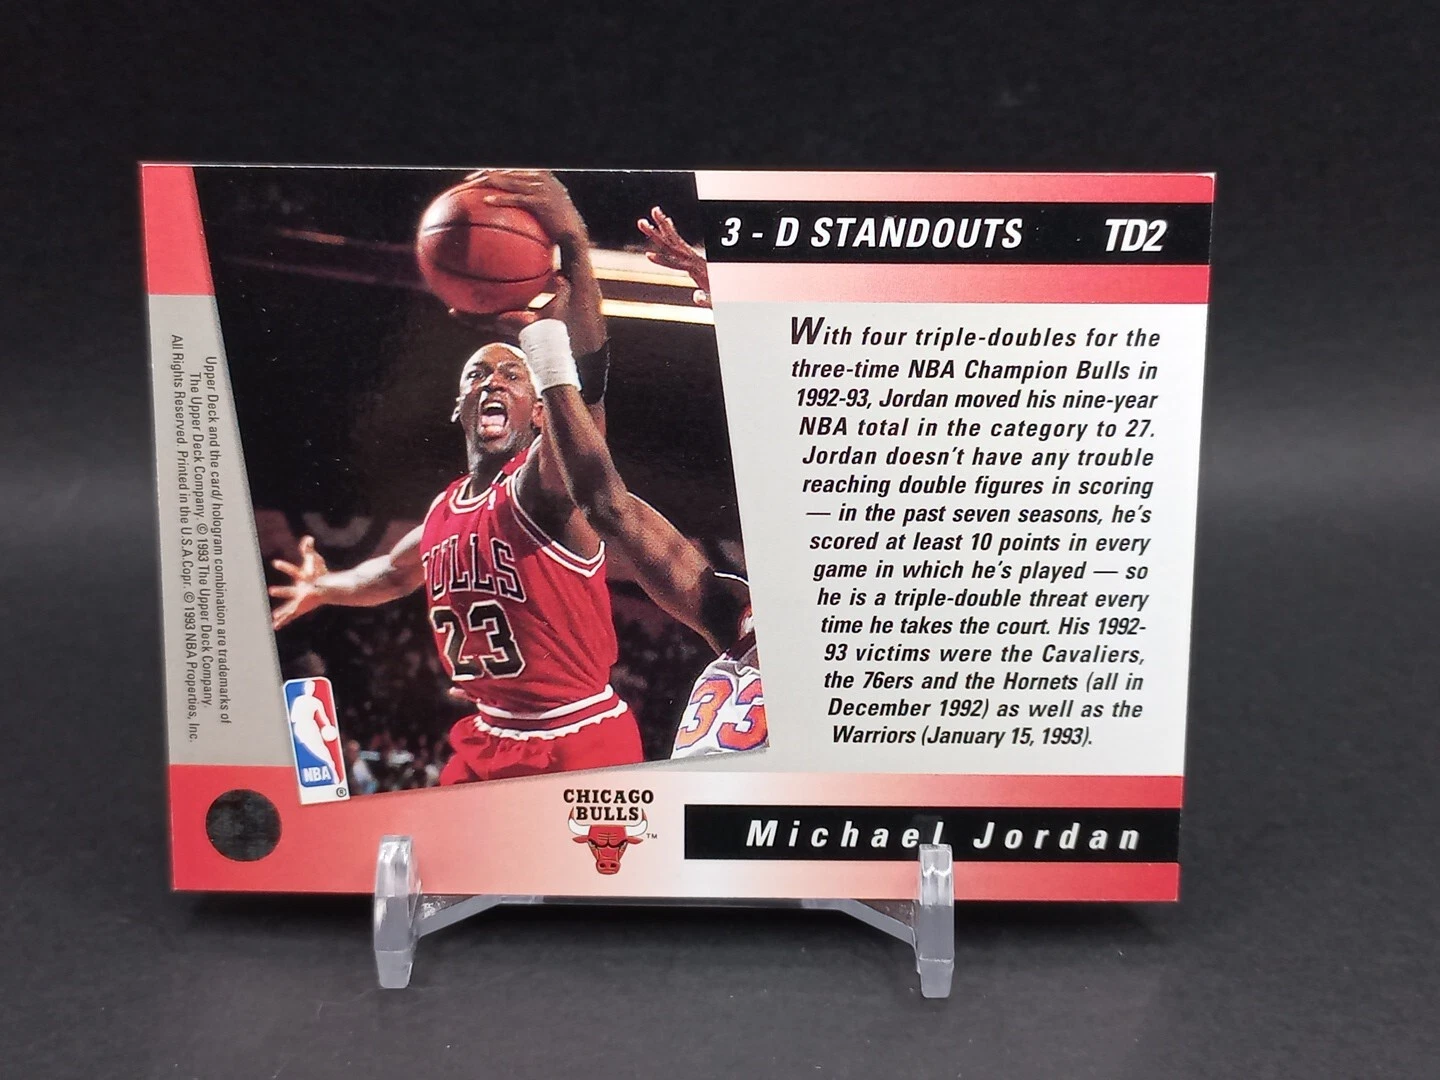 3 - D STANDOUTS TD2
With four triple-doubles for the
three-time NBA Champion Bulls in
1992-93, Jordan moved his nine-year
NBA total in the category to 27.
Jordan doesn't have any trouble
reaching double figures in scoring
— in the past seven seasons, he's
scored at least 10 points in every
game in which he's played — so
he is a triple-double threat every
time he takes the court. His 1992-
93 victims were the Cavaliers,
the 76ers and the Hornets (all in
December 1992) as well as the
Warriors (January 15, 1993).
Michael Jordan
CHICAGO
BULLS
™
NBA
®
BULLS
23
33
Upper Deck and the card/ hologram combination are trademarks of
The Upper Deck Company. © 1993 The Upper Deck Company.
All Rights Reserved. Printed in the U.S.A. Copr. © 1993 NBA Properties, Inc.